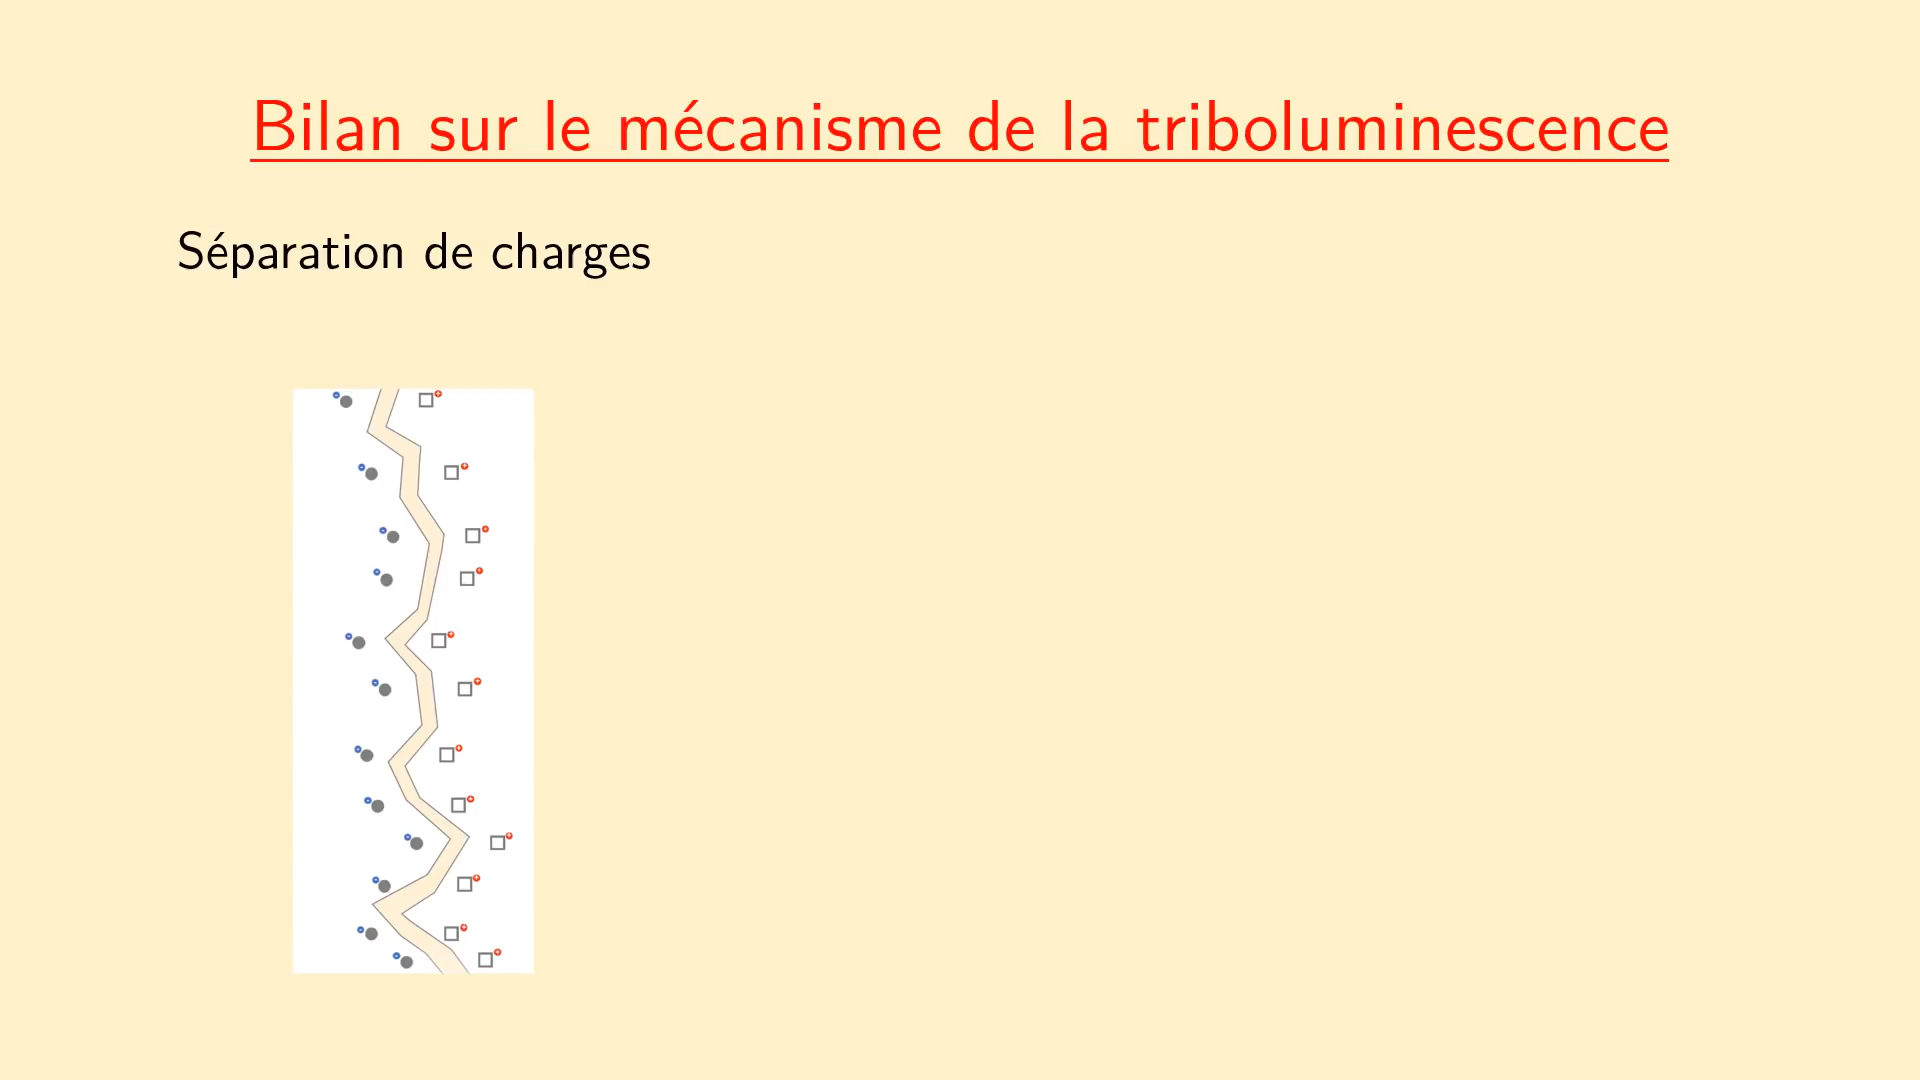 Bilan sur le mécanisme de la triboluminescence
Séparation de charges